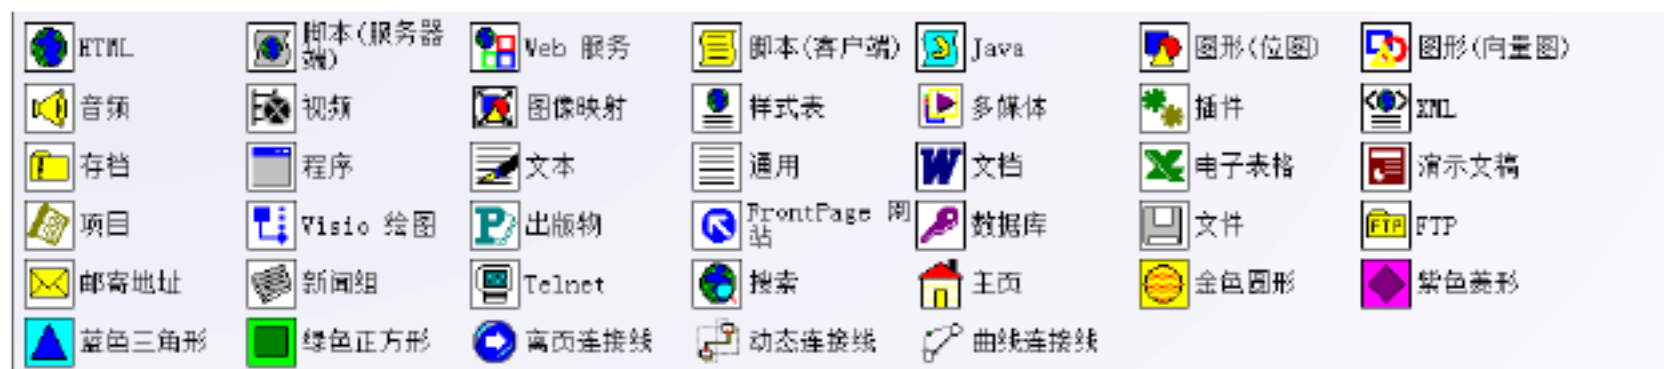 HTML
脚本(服务器
端)
Web 服务
脚本(客户端)
Java
图形(位图)
图形(向量图)
音频
视频
图像映射
样式表
多媒体
插件
XML
存档
程序
文本
通用
文档
电子表格
演示文稿
项目
Visio 绘图
出版物
FrontPage 网
站
数据库
文件
FTP
FTP
邮寄地址
新闻组
Telnet
搜索
主页
金色圆形
紫色菱形
蓝色三角形
绿色正方形
离页连接线
动态连接线
曲线连接线